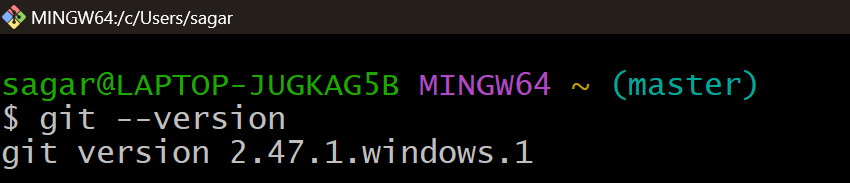 MINGW64:/c/Users/sagar
sagar@LAPTOP-JUGKAG5B MINGW64 ~ (master)
$ git --version
git version 2.47.1.windows.1